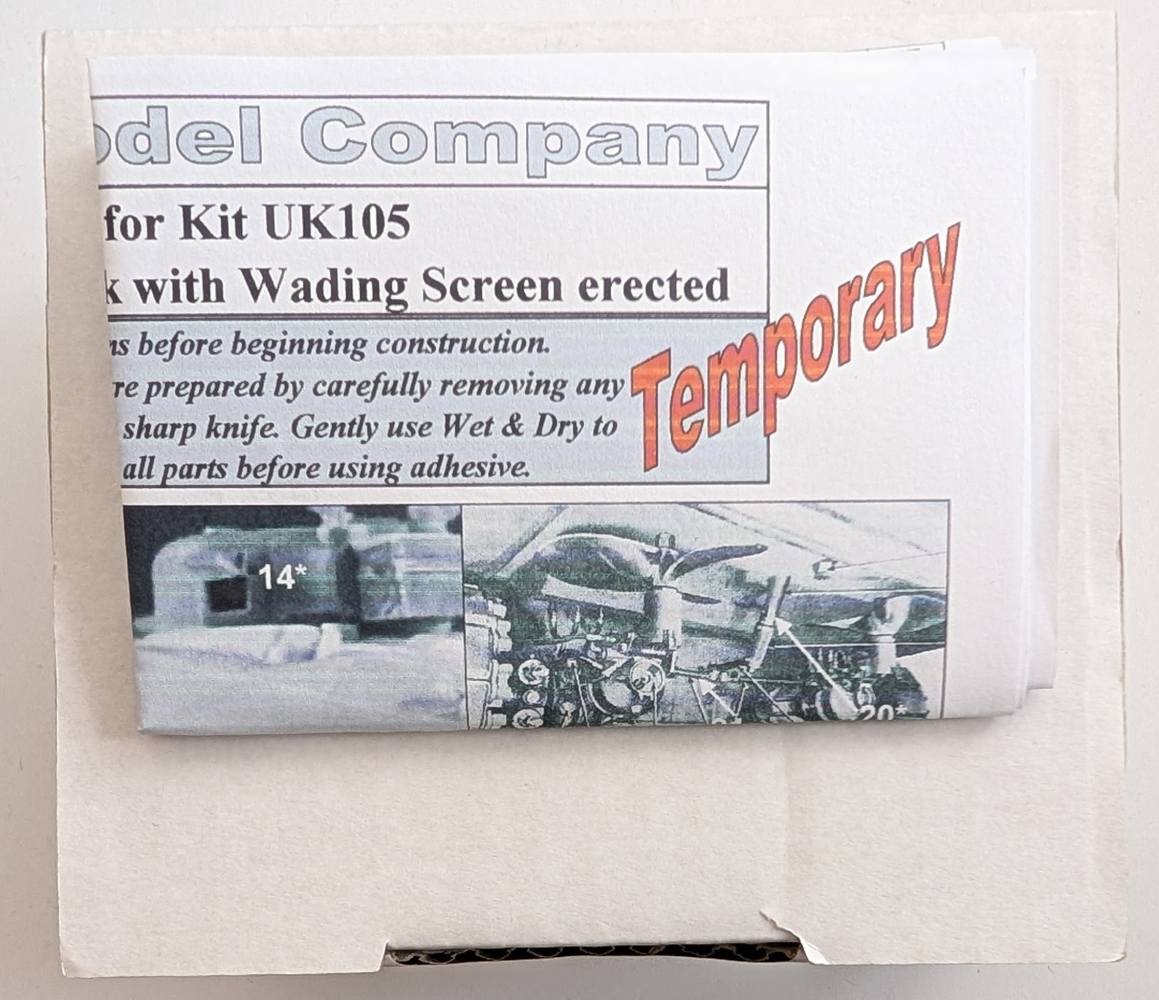 odel Company
for Kit UK105
k with Wading Screen erected
ns before beginning construction.
re prepared by carefully removing any
sharp knife. Gently use Wet & Dry to
all parts before using adhesive.
Temporary
14*
20*